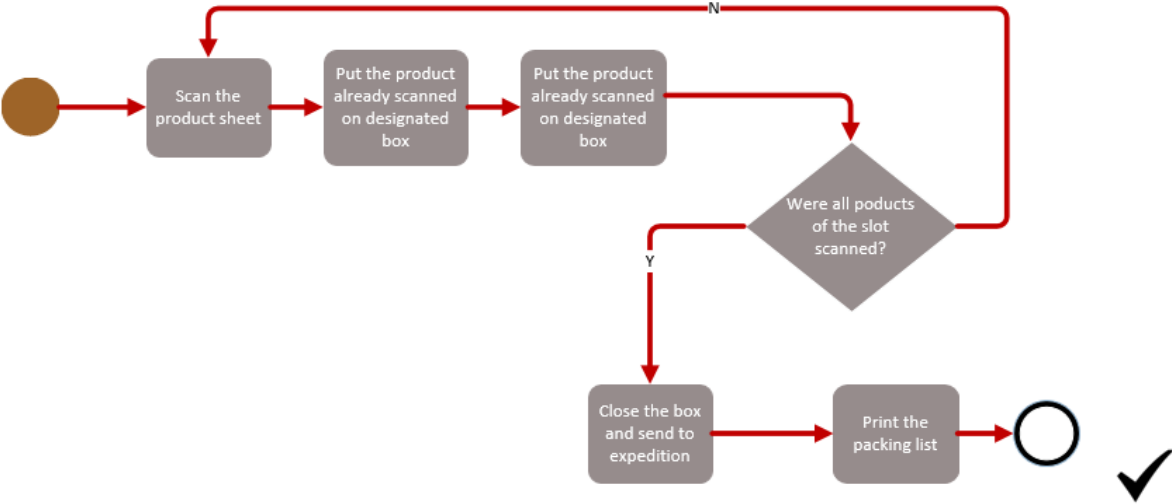 N
Scan the
product sheet
Put the product
already scanned
on designated
box
Put the product
already scanned
on designated
box
Were all poducts
of the slot
scanned?
Y
Close the box
and send to
expedition
Print the
packing list